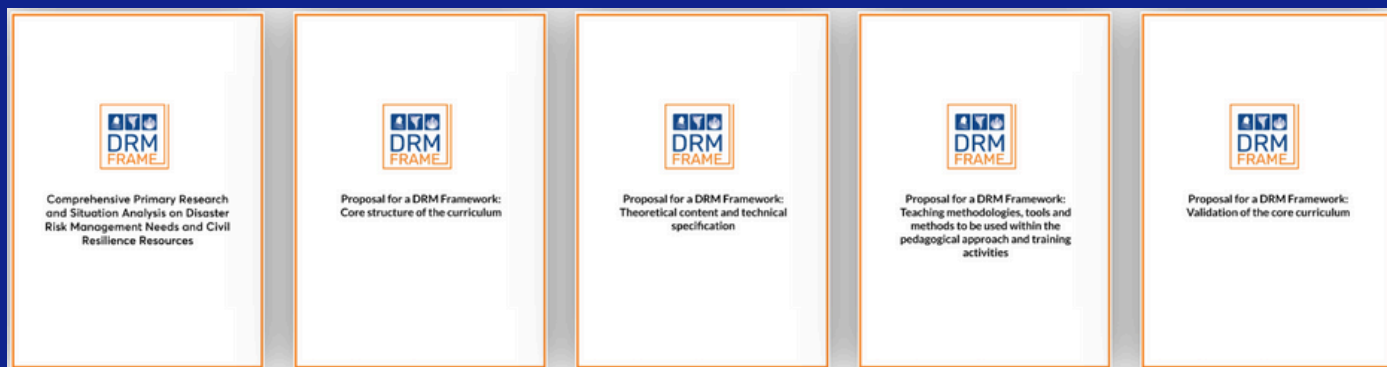 DRM
FRAME
Comprehensive Primary Research
and Situation Analysis on Disaster
Risk Management Needs and Civil
Resilience Resources
DRM
FRAME
Proposal for a DRM Framework:
Core structure of the curriculum
DRM
FRAME
Proposal for a DRM Framework:
Theoretical content and technical
specification
DRM
FRAME
Proposal for a DRM Framework:
Teaching methodologies, tools and
methods to be used within the
pedagogical approach and training
activities
DRM
FRAME
Proposal for a DRM Framework:
Validation of the core curriculum